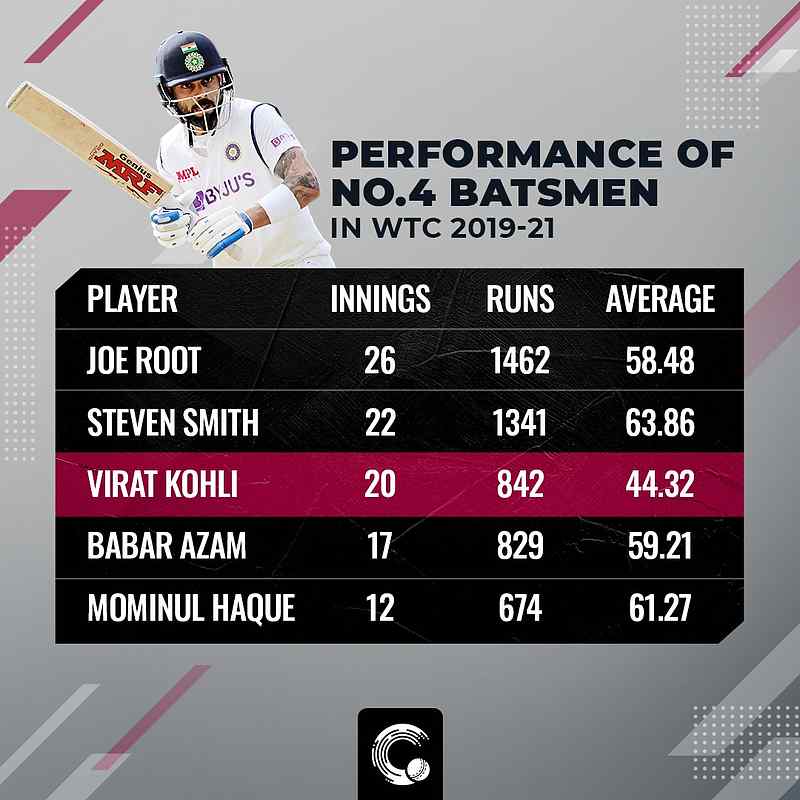 PERFORMANCE OF
NO.4 BATSMEN
IN WTC 2019-21
Genius
MRF
MPL
BYJU'S
PLAYER INNINGS RUNS AVERAGE
JOE ROOT 26 1462 58.48
STEVEN SMITH 22 1341 63.86
VIRAT KOHLI 20 842 44.32
BABAR AZAM 17 829 59.21
MOMINUL HAQUE 12 674 61.27